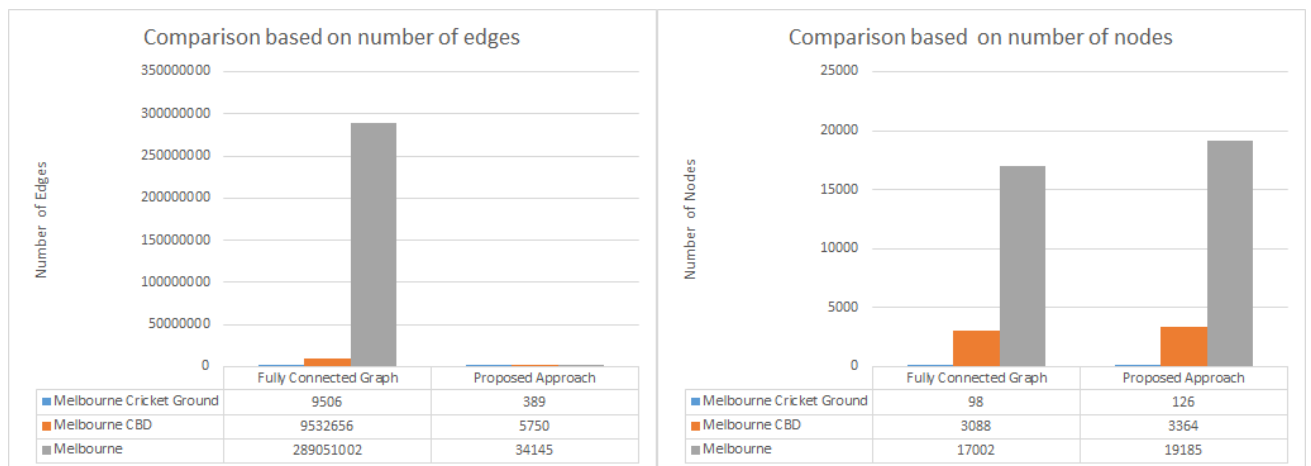 Comparison based on number of edges
Number of Edges
350000000
300000000
250000000
200000000
150000000
100000000
50000000
0
Fully Connected Graph Proposed Approach
Melbourne Cricket Ground 9506 389
Melbourne CBD 9532656 5750
Melbourne 289051002 34145
Comparison based on number of nodes
Number of Nodes
25000
20000
15000
10000
5000
0
Fully Connected Graph Proposed Approach
Melbourne Cricket Ground 98 126
Melbourne CBD 3088 3364
Melbourne 17002 19185